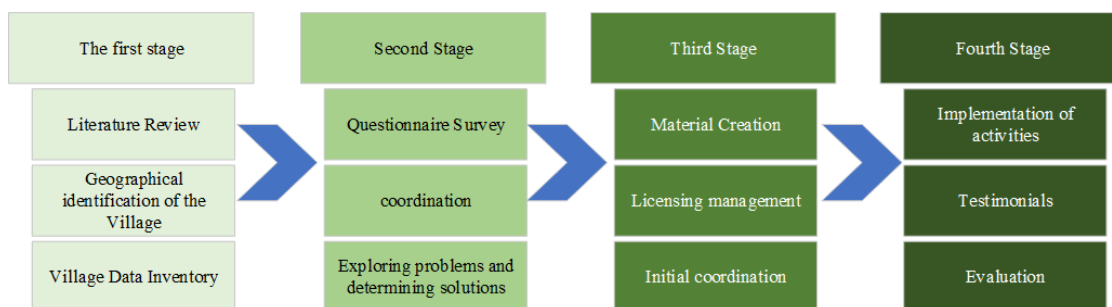 The first stage
Literature Review
Geographical
identification of the
Village
Village Data Inventory
Second Stage
Questionnaire Survey
coordination
Exploring problems and
determining solutions
Third Stage
Material Creation
Licensing management
Initial coordination
Fourth Stage
Implementation of
activities
Testimonials
Evaluation